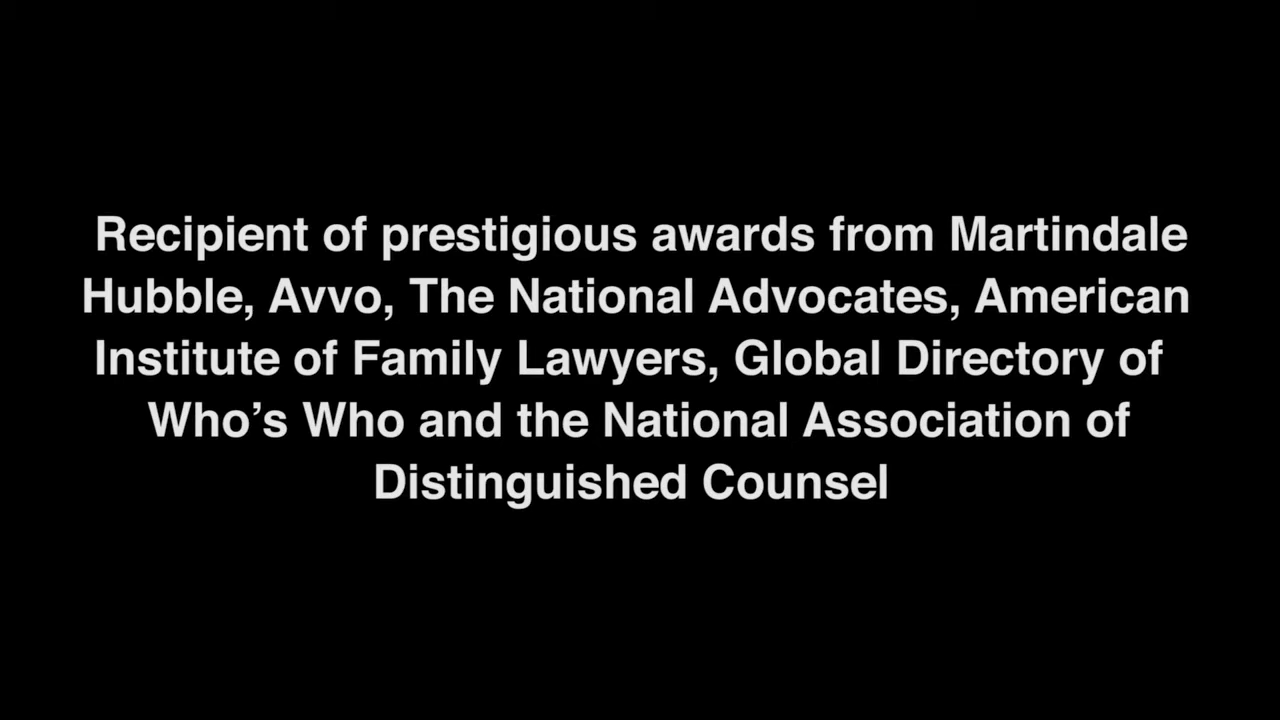 Recipient of prestigious awards from Martindale
Hubble, Avvo, The National Advocates, American
Institute of Family Lawyers, Global Directory of
Who’s Who and the National Association of
Distinguished Counsel